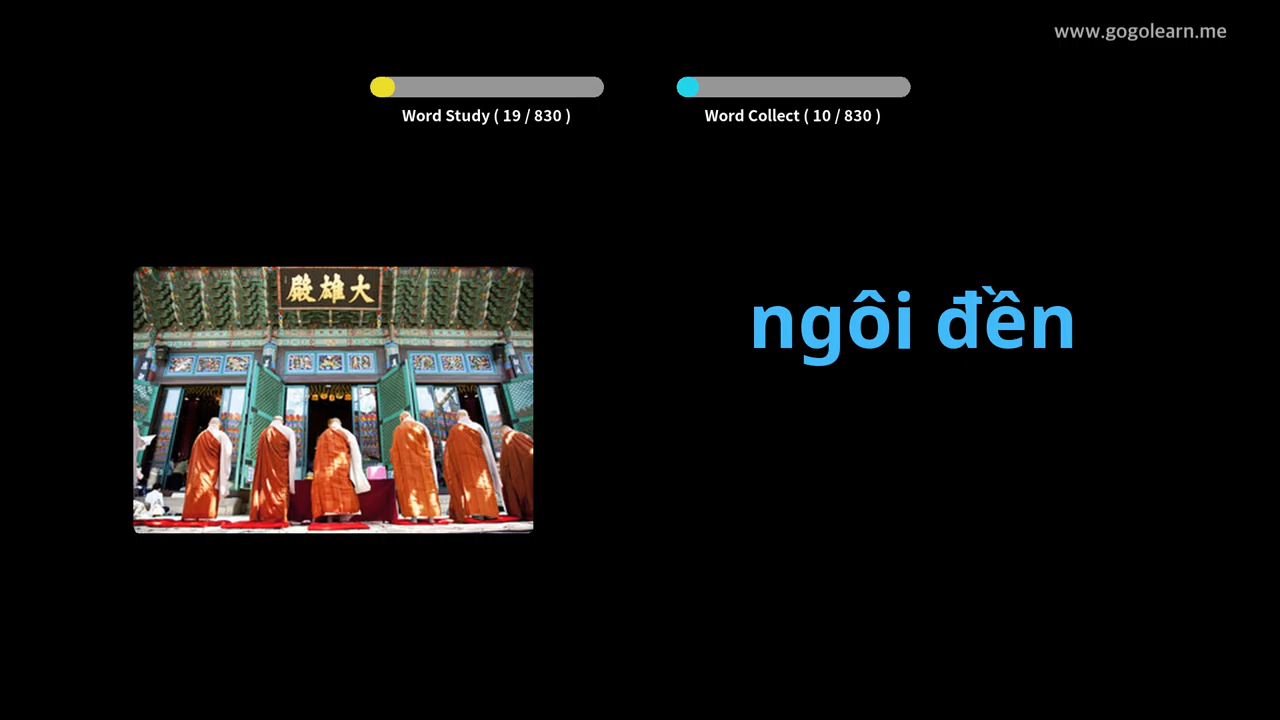 www.gogolearn.me
Word Study ( 19 / 830 )
Word Collect ( 10 / 830 )
殿雄大
ngôi đền